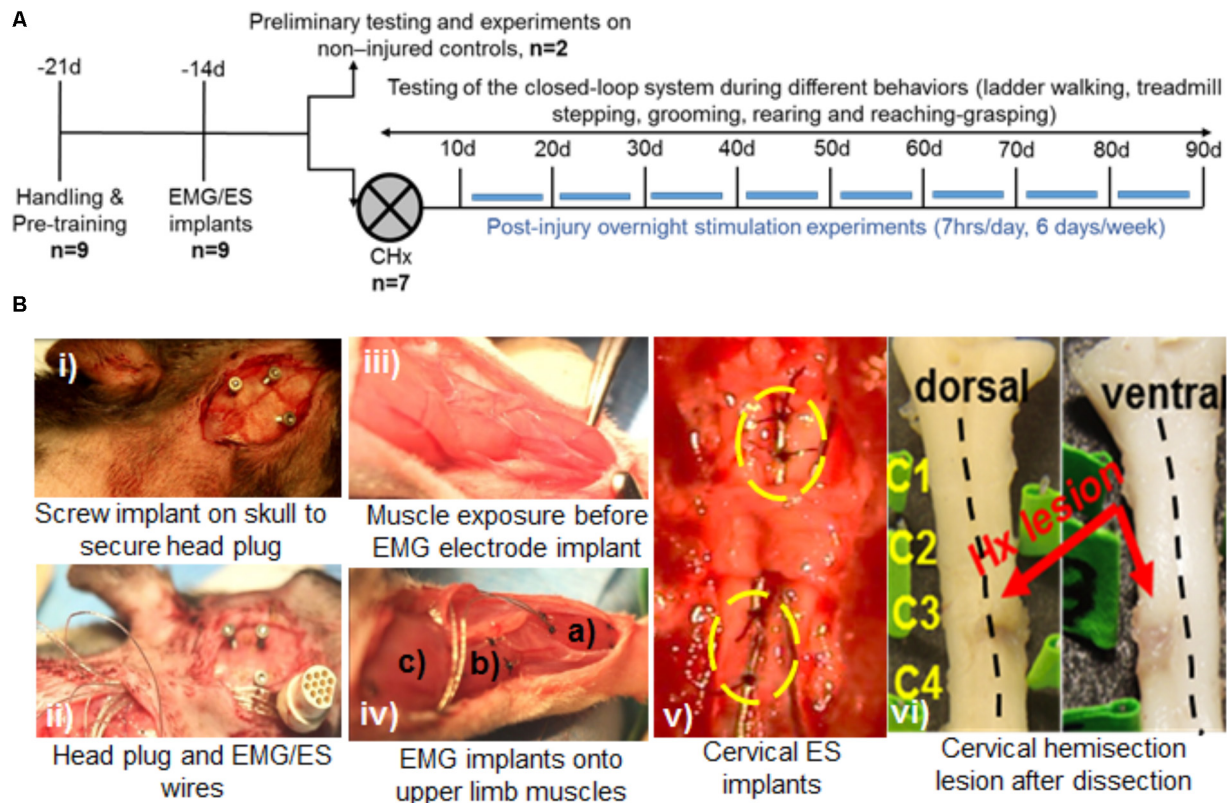 A
Preliminary testing and experiments on
non–injured controls, n=2
-21d
-14d
Testing of the closed-loop system during different behaviors (ladder walking, treadmill
stepping, grooming, rearing and reaching-grasping)
10d 20d 30d 40d 50d 60d 70d 80d 90d
Handling &
Pre-training
n=9
EMG/ES
implants
n=9
Post-injury overnight stimulation experiments (7hrs/day, 6 days/week)
CHx
n=7
B
i)
Screw implant on skull to
secure head plug
ii)
Head plug and EMG/ES
wires
iii)
Muscle exposure before
EMG electrode implant
a)
b)
c)
iv)
EMG implants onto
upper limb muscles
v)
Cervical ES
implants
dorsal
ventral
C1
Hx lesion
C2
C3
C4
vi)
Cervical hemisection
lesion after dissection